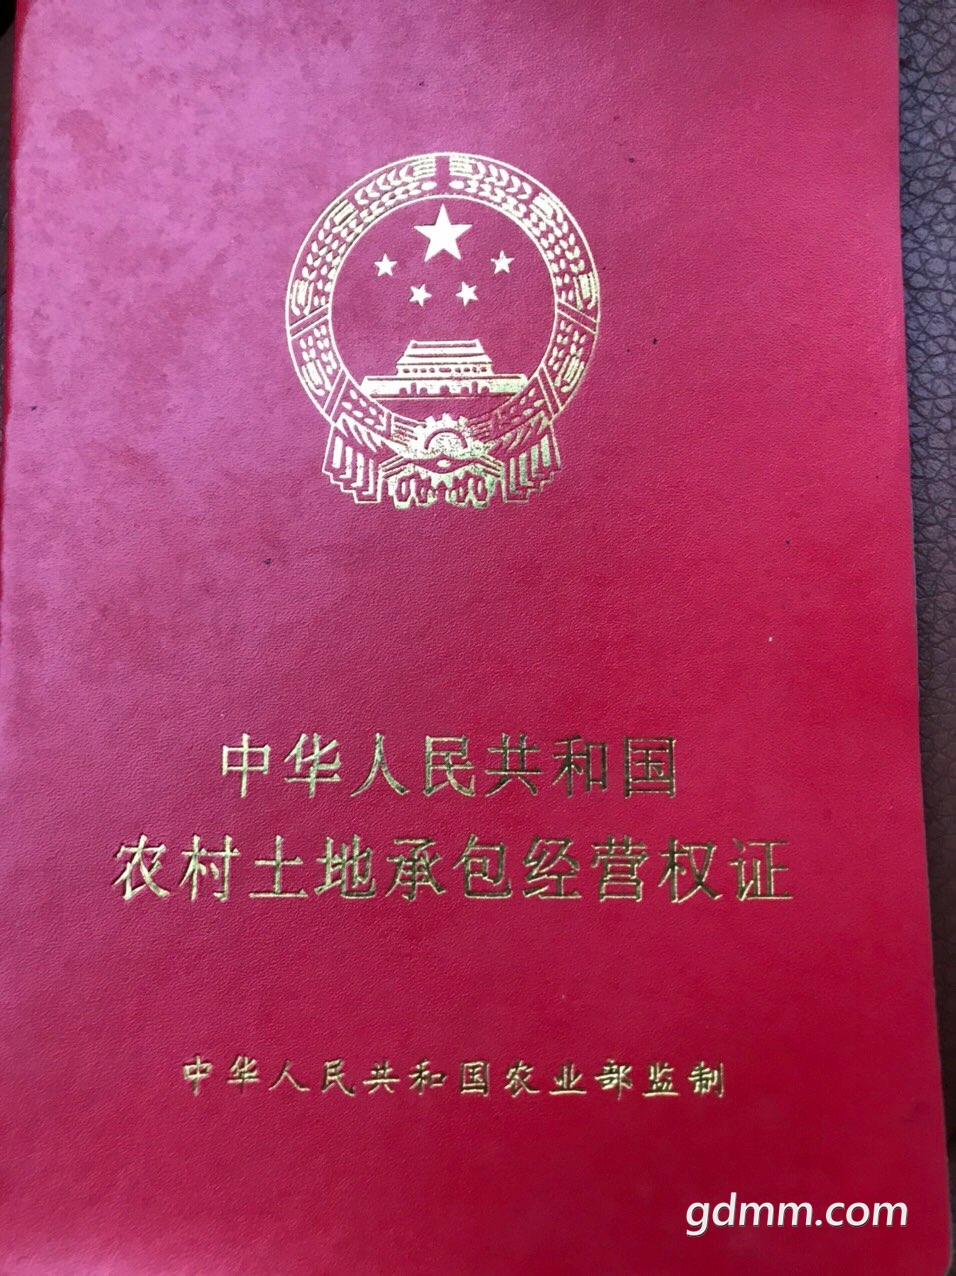 中华人民共和国
农村土地承包经营权证
中华人民共和国农业部监制
gdmm.com